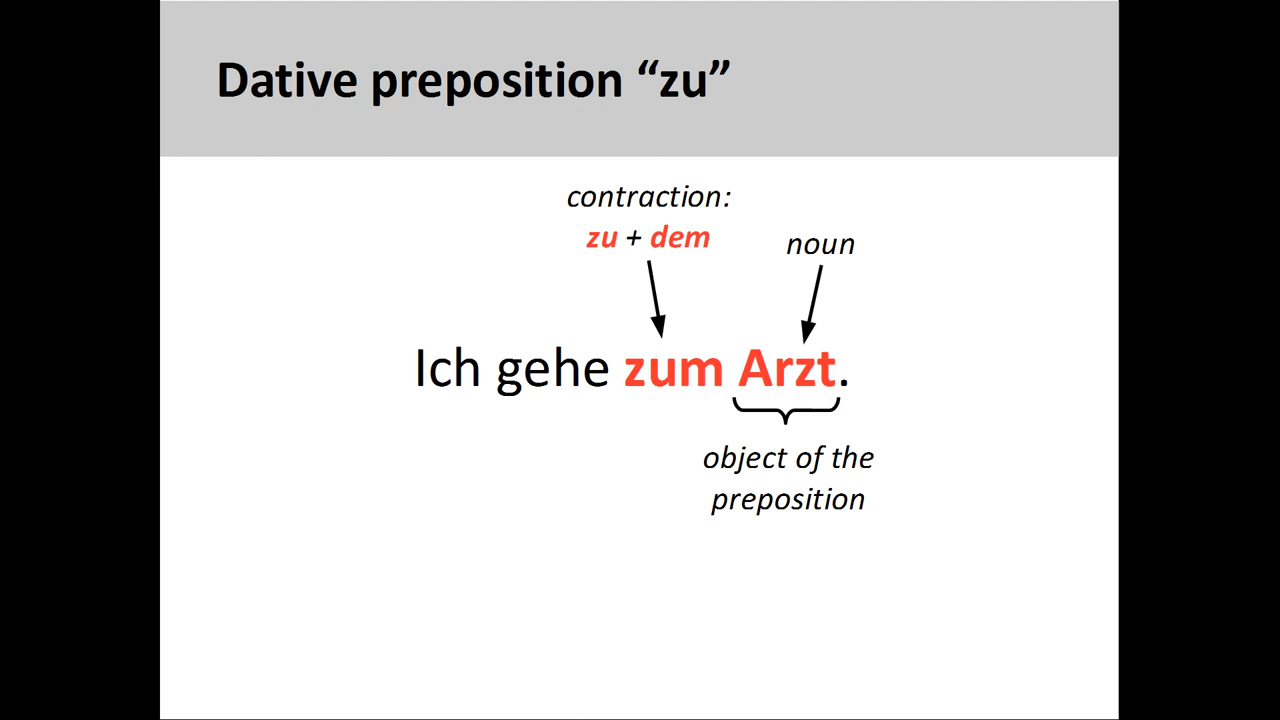 Dative preposition “zu”
contraction:
zu + dem
noun
Ich gehe zum Arzt.
object of the
preposition